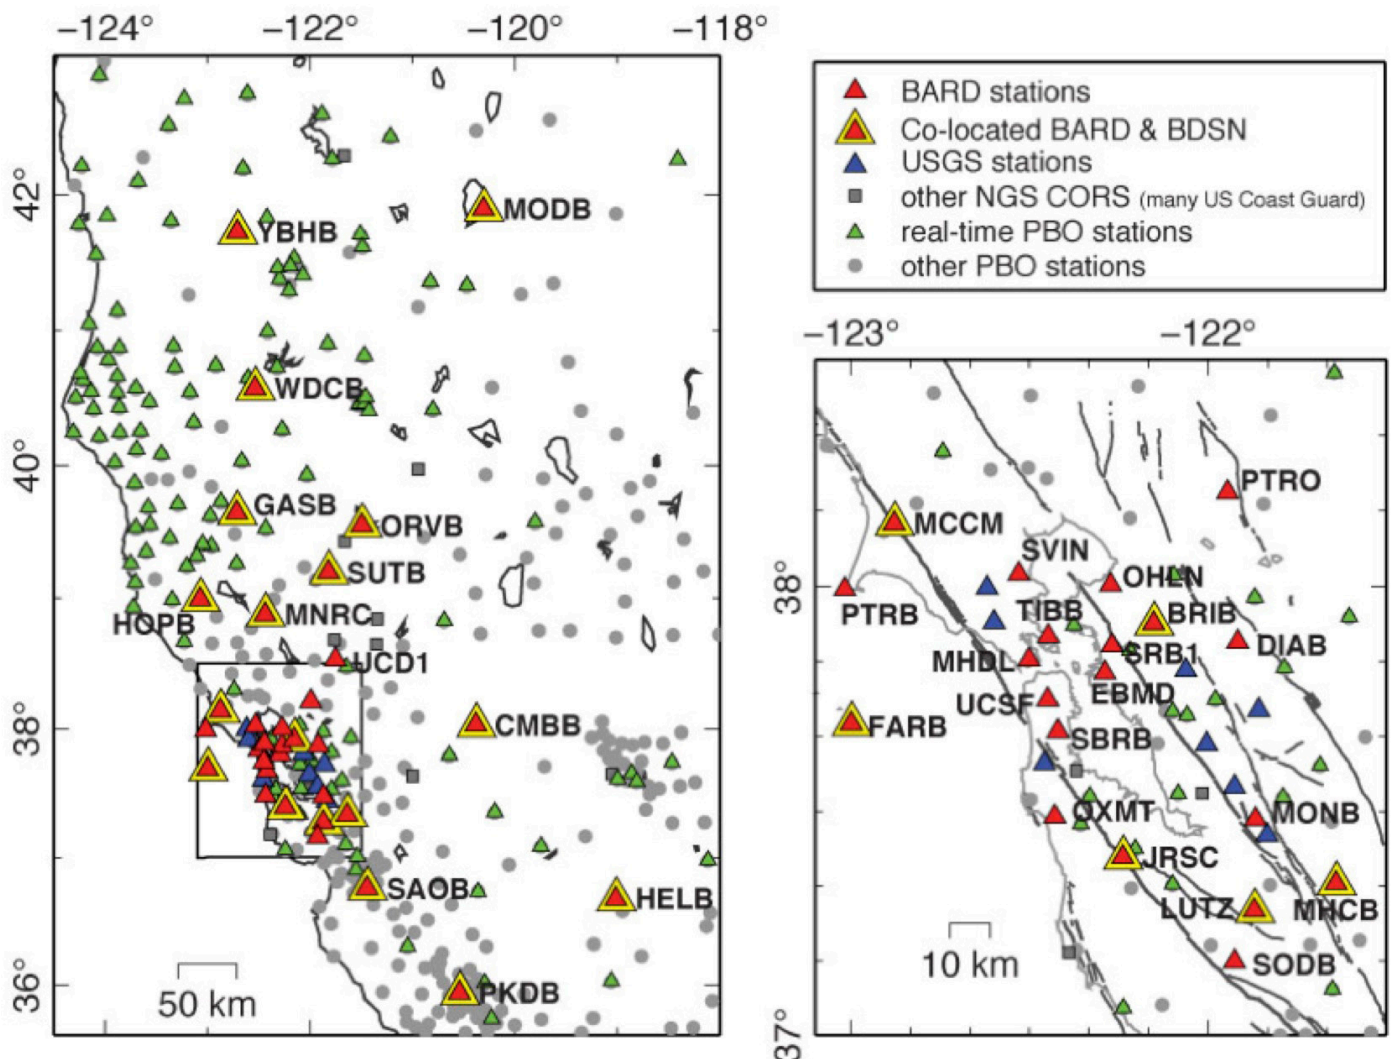 −124° −122° −120° −118°
42°
40°
38°
36°
MODB
YBHB
WDCB
GASB
ORVB
SUTB
HOPB
MNRC
UCD1
CMBB
SAOB
HELB
PKDB
50 km
BARD stations
Co-located BARD & BDSN
USGS stations
other NGS CORS (many US Coast Guard)
real-time PBO stations
other PBO stations
−123° −122°
38°
37°
PTRO
MCCM
SVIN
OHLN
PTRB
TIBB
BRIB
MHDL
SRB1
DIAB
UCSF
EBMD
FARB
SBRB
OXMT
MONB
JRSC
LUTZ
MHCB
SODB
10 km